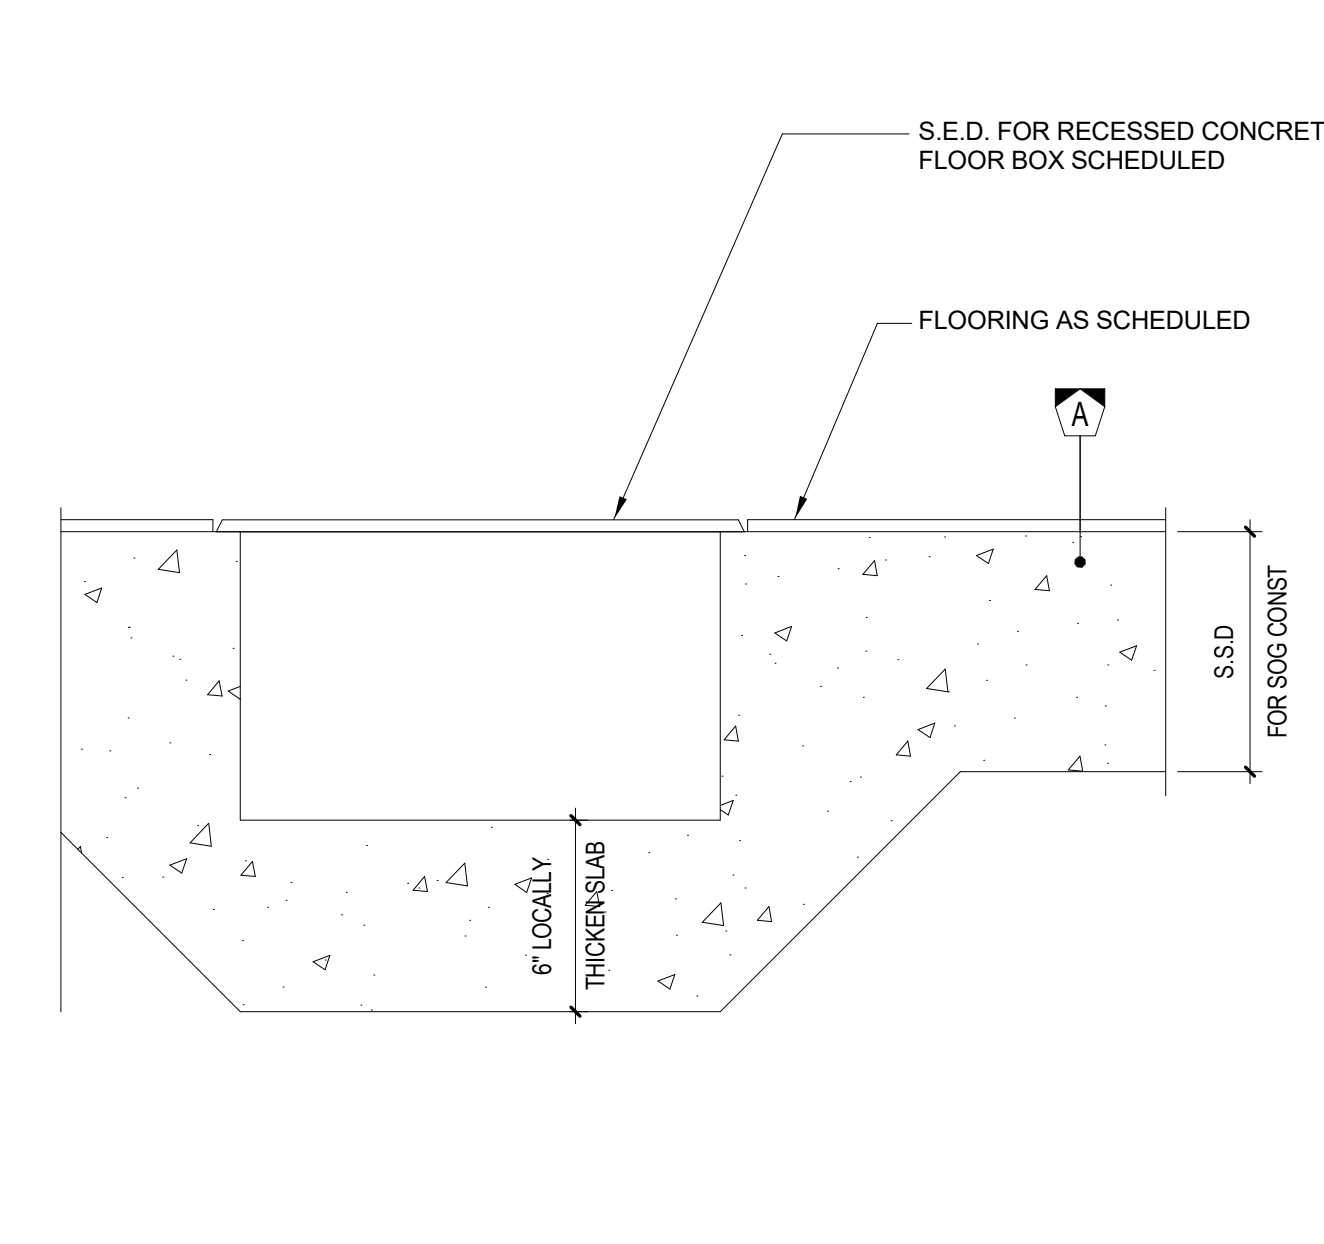 S.E.D. FOR RECESSED CONCRET
FLOOR BOX SCHEDULED
FLOORING AS SCHEDULED
A
S.S.D
FOR SOG CONST
6" LOCALLY
THICKEN SLAB